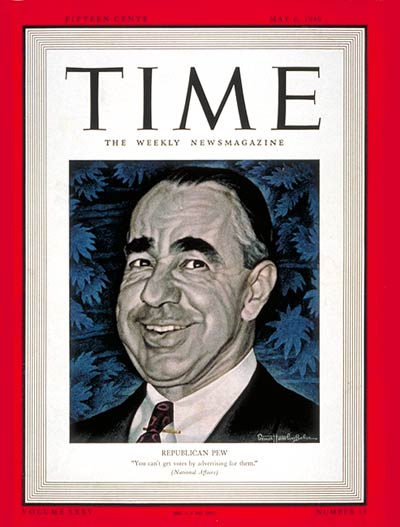 FIFTEEN CENTS MAY 6, 1940
TIME
THE WEEKLY NEWSMAGAZINE
REPUBLICAN PEW
"You can't get votes by advertising for them."
(National Affairs)
VOLUME XXXV NUMBER